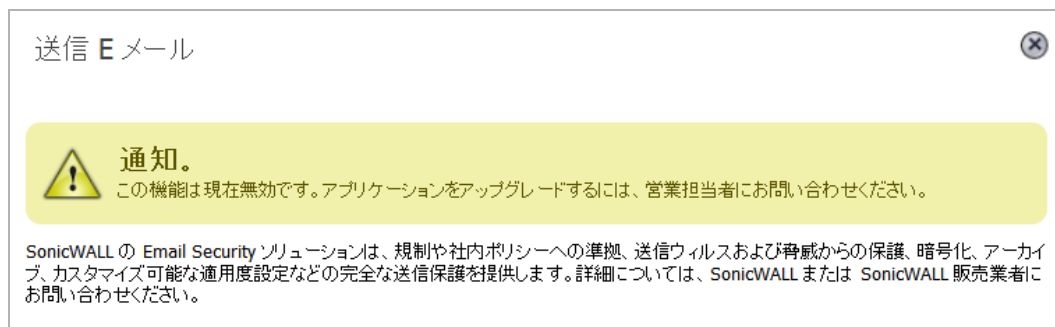 送信 E メール
通知。
この機能は現在無効です。アプリケーションをアップグレードするには、営業担当者にお問い合わせください。
SonicWALL の Email Security ソリューションは、規制や社内ポリシーへの準拠、送信ウィルスおよび脅威からの保護、暗号化、アーカイ
ブ、カスタマイズ可能な適用度設定などの完全な送信保護を提供します。詳細については、SonicWALL または SonicWALL 販売業者に
お問い合わせください。